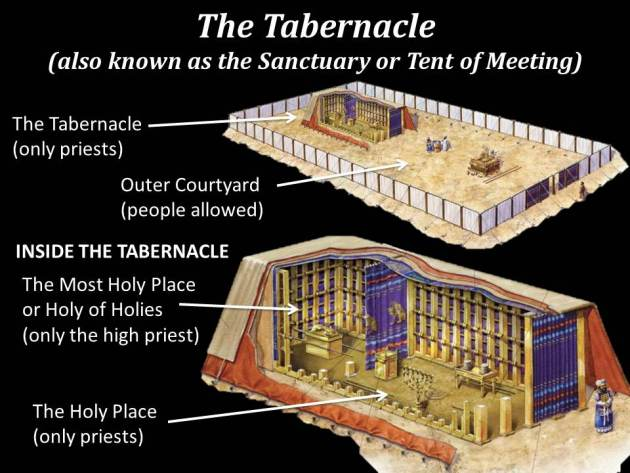 The Tabernacle
(also known as the Sanctuary or Tent of Meeting)
The Tabernacle
(only priests)
Outer Courtyard
(people allowed)
INSIDE THE TABERNACLE
The Most Holy Place
or Holy of Holies
(only the high priest)
The Holy Place
(only priests)